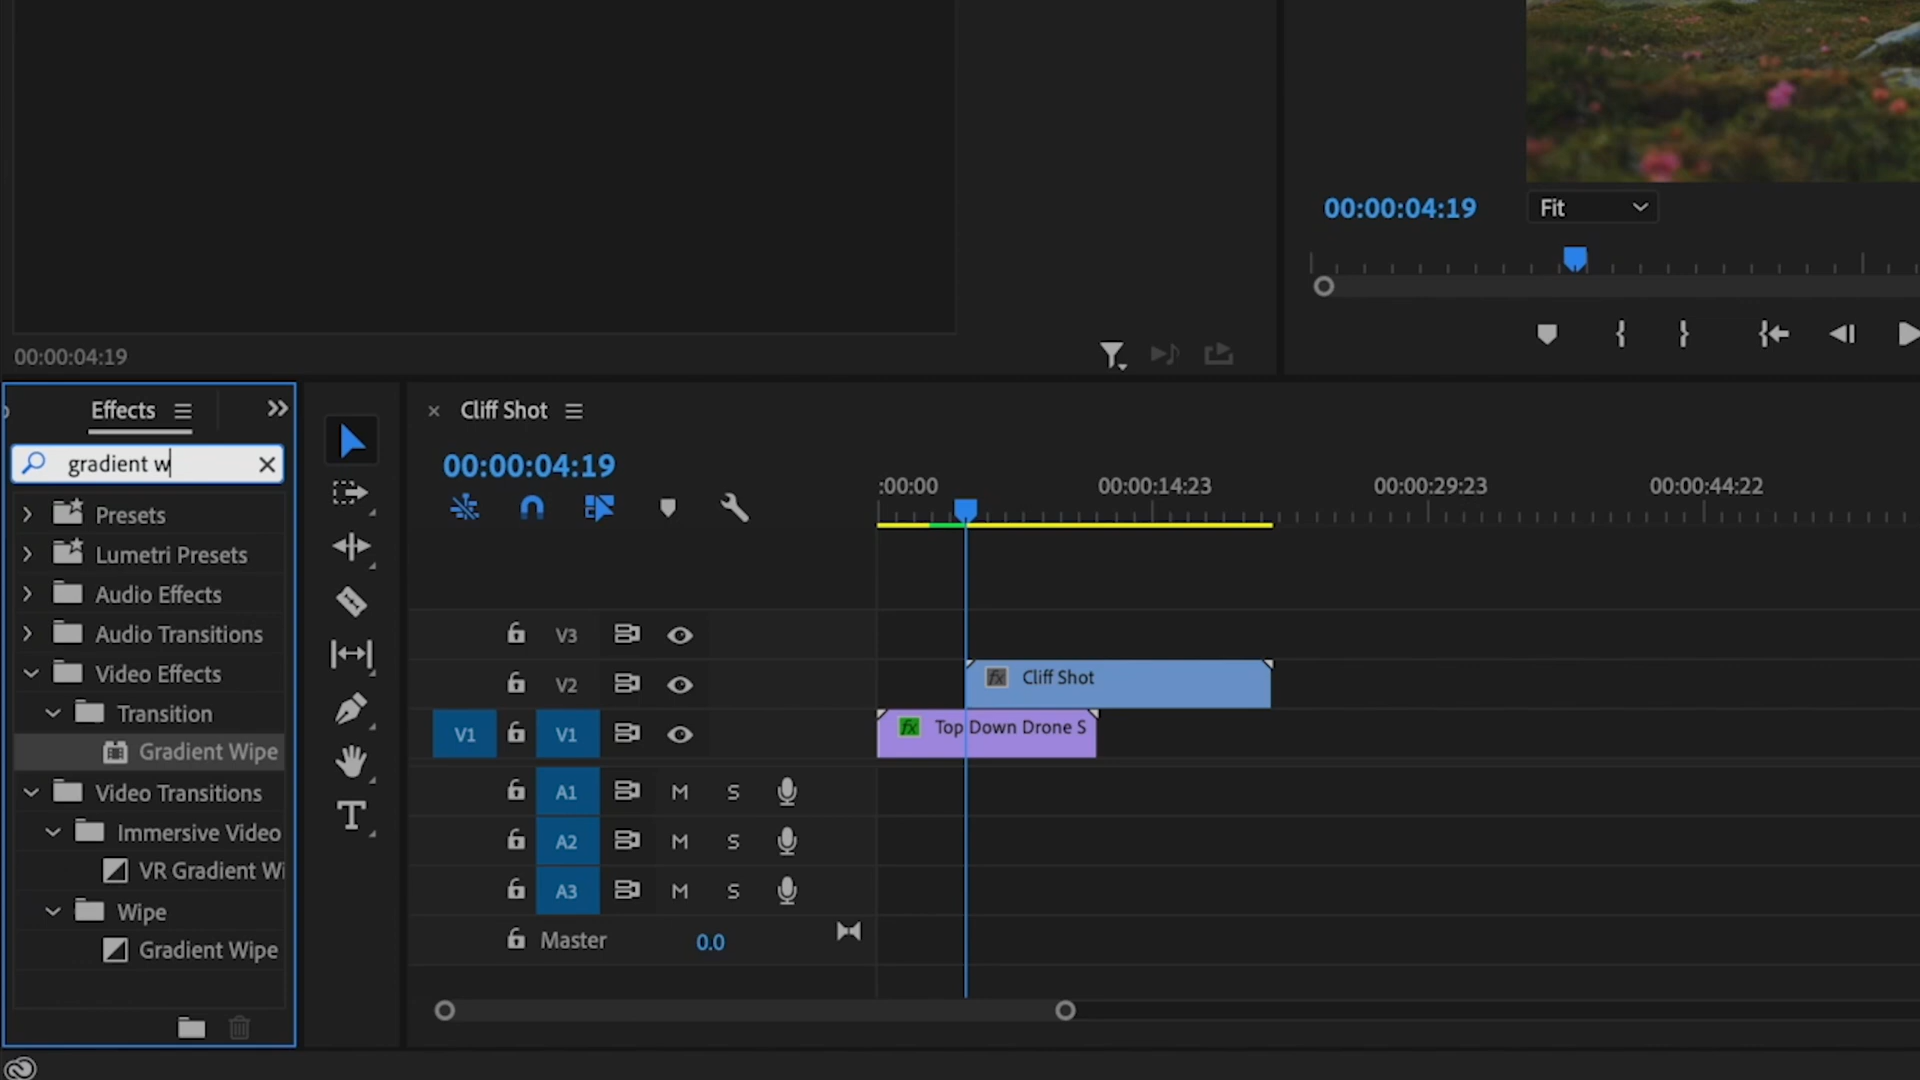 00:00:04:19
Fit
00:00:04:19
Effects
gradient w
Presets
Lumetri Presets
Audio Effects
Audio Transitions
Video Effects
Transition
Gradient Wipe
Video Transitions
Immersive Video
VR Gradient Wi
Wipe
Gradient Wipe
T
Cliff Shot
00:00:04:19
:00:00
00:00:14:23
00:00:29:23
00:00:44:22
V3
V2
fx Cliff Shot
V1 V1
fx Top Down Drone S
A1 M S
A2 M S
A3 M S
Master 0.0